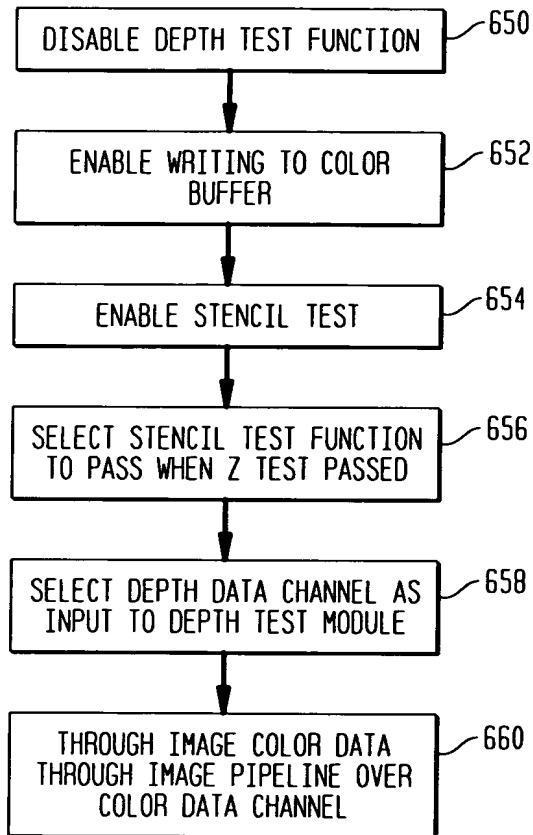 DISABLE DEPTH TEST FUNCTION
650
ENABLE WRITING TO COLOR
BUFFER
652
ENABLE STENCIL TEST
654
SELECT STENCIL TEST FUNCTION
TO PASS WHEN Z TEST PASSED
656
SELECT DEPTH DATA CHANNEL AS
INPUT TO DEPTH TEST MODULE
658
THROUGH IMAGE COLOR DATA
THROUGH IMAGE PIPELINE OVER
COLOR DATA CHANNEL
660